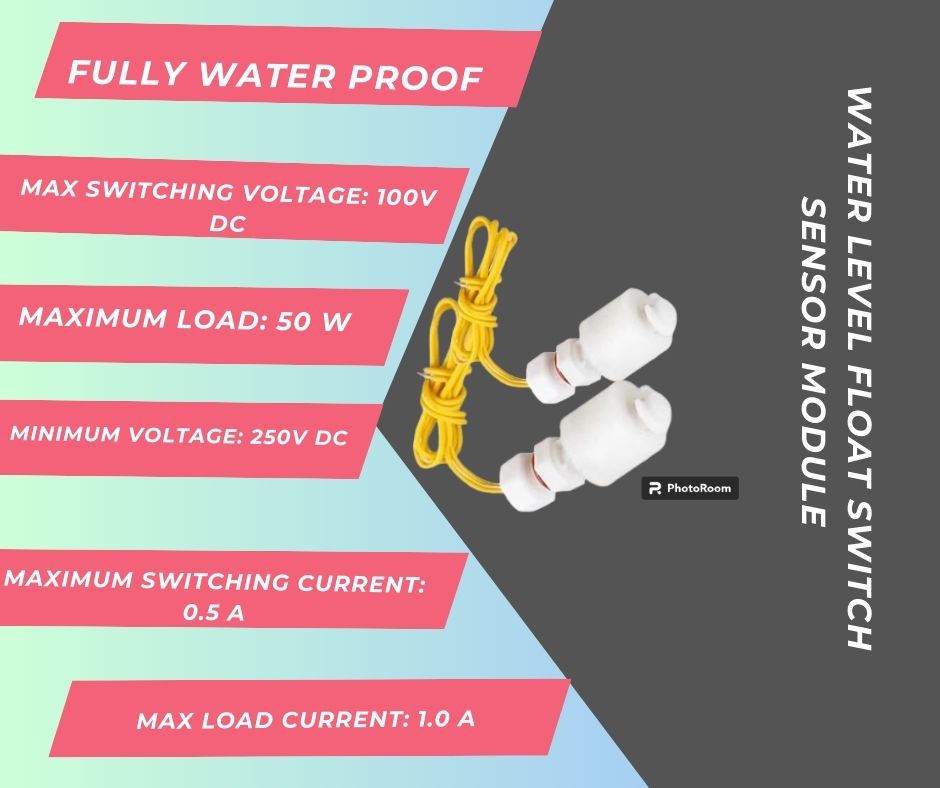 FULLY WATER PROOF
MAX SWITCHING VOLTAGE: 100V
DC
MAXIMUM LOAD: 50 W
MINIMUM VOLTAGE: 250V DC
MAXIMUM SWITCHING CURRENT:
0.5 A
MAX LOAD CURRENT: 1.0 A
WATER LEVEL FLOAT SWITCH
SENSOR MODULE
PhotoRoom